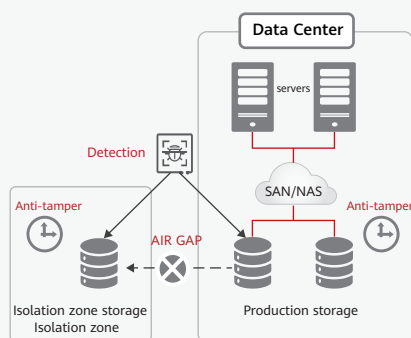 Data Center
servers
Detection
SAN/NAS
Anti-tamper
Anti-tamper
AIR GAP
Isolation zone storage
Isolation zone
Production storage